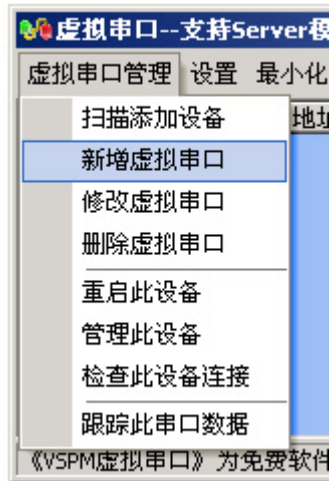 虚拟串口--支持Server模
虚拟串口管理 设置 最小化
地址
扫描添加设备
新增虚拟串口
修改虚拟串口
删除虚拟串口
重启此设备
管理此设备
检查此设备连接
跟踪此串口数据
《VSPM虚拟串口》为免费软件